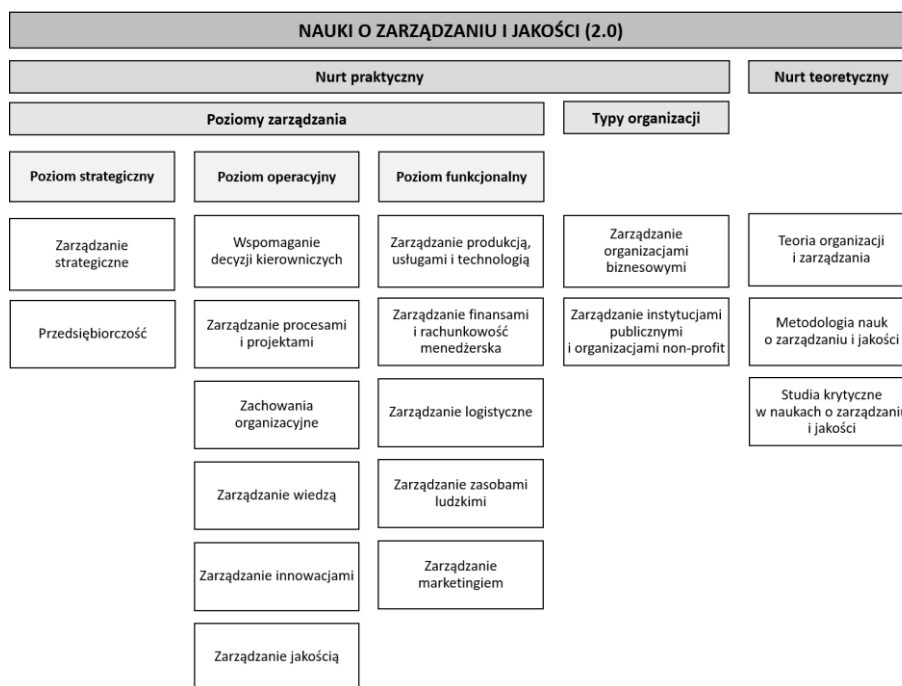 NAUKI O ZARZĄDZANIU I JAKOŚCI (2.0)
Nurt praktyczny
Nurt teoretyczny
Poziomy zarządzania
Typy organizacji
Poziom strategiczny
Poziom operacyjny
Poziom funkcjonalny
Zarządzanie
strategiczne
Wspomaganie
decyzji kierowniczych
Zarządzanie produkcją,
usługami i technologią
Zarządzanie
organizacjami
biznesowymi
Teoria organizacji
i zarządzania
Przedsiębiorczość
Zarządzanie procesami
i projektami
Zarządzanie finansami
i rachunkowość
menedżerska
Zarządzanie instytucjami
publicznymi
i organizacjami non-profit
Metodologia nauk
o zarządzaniu i jakości
Zachowania
organizacyjne
Zarządzanie logistyczne
Studia krytyczne
w naukach o zarządzaniu
i jakości
Zarządzanie wiedzą
Zarządzanie zasobami
ludzkimi
Zarządzanie innowacjami
Zarządzanie
marketingiem
Zarządzanie jakością